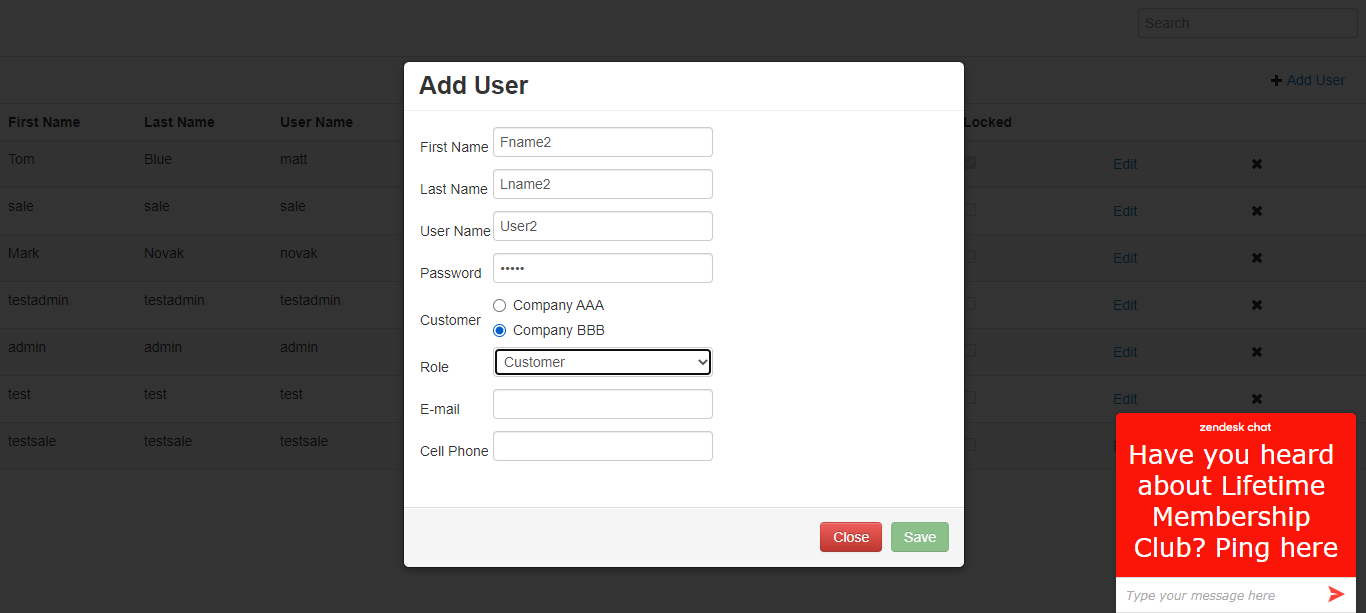 Search
Add User
Add User
First Name Last Name User Name Locked
Tom Blue matt Edit
sale sale sale Edit
Mark Novak novak Edit
testadmin testadmin testadmin Edit
admin admin admin Edit
test test test Edit
testsale testsale testsale
First Name Fname2
Last Name Lname2
User Name User2
Password •••••
Customer
Company AAA
Company BBB
Role Customer
E-mail
Cell Phone
Close Save
zendesk chat
Have you heard
about Lifetime
Membership
Club? Ping here
Type your message here